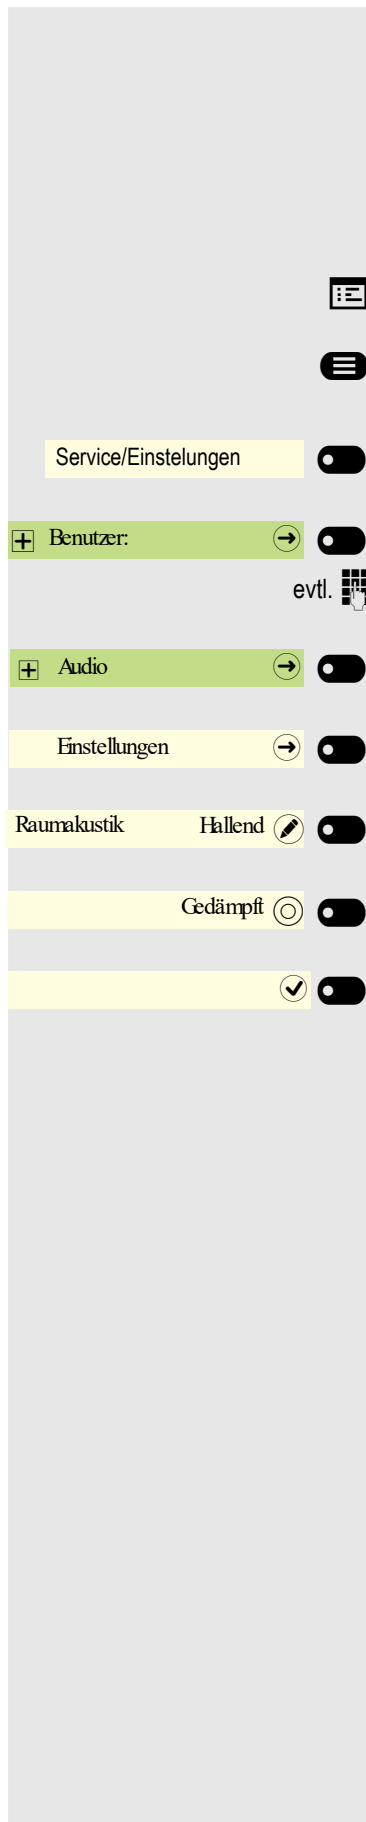 Service/Einstelungen
Benutzer:
evtl.
Audio
Einstellungen
Raumakustik Hallend
Gedämpft